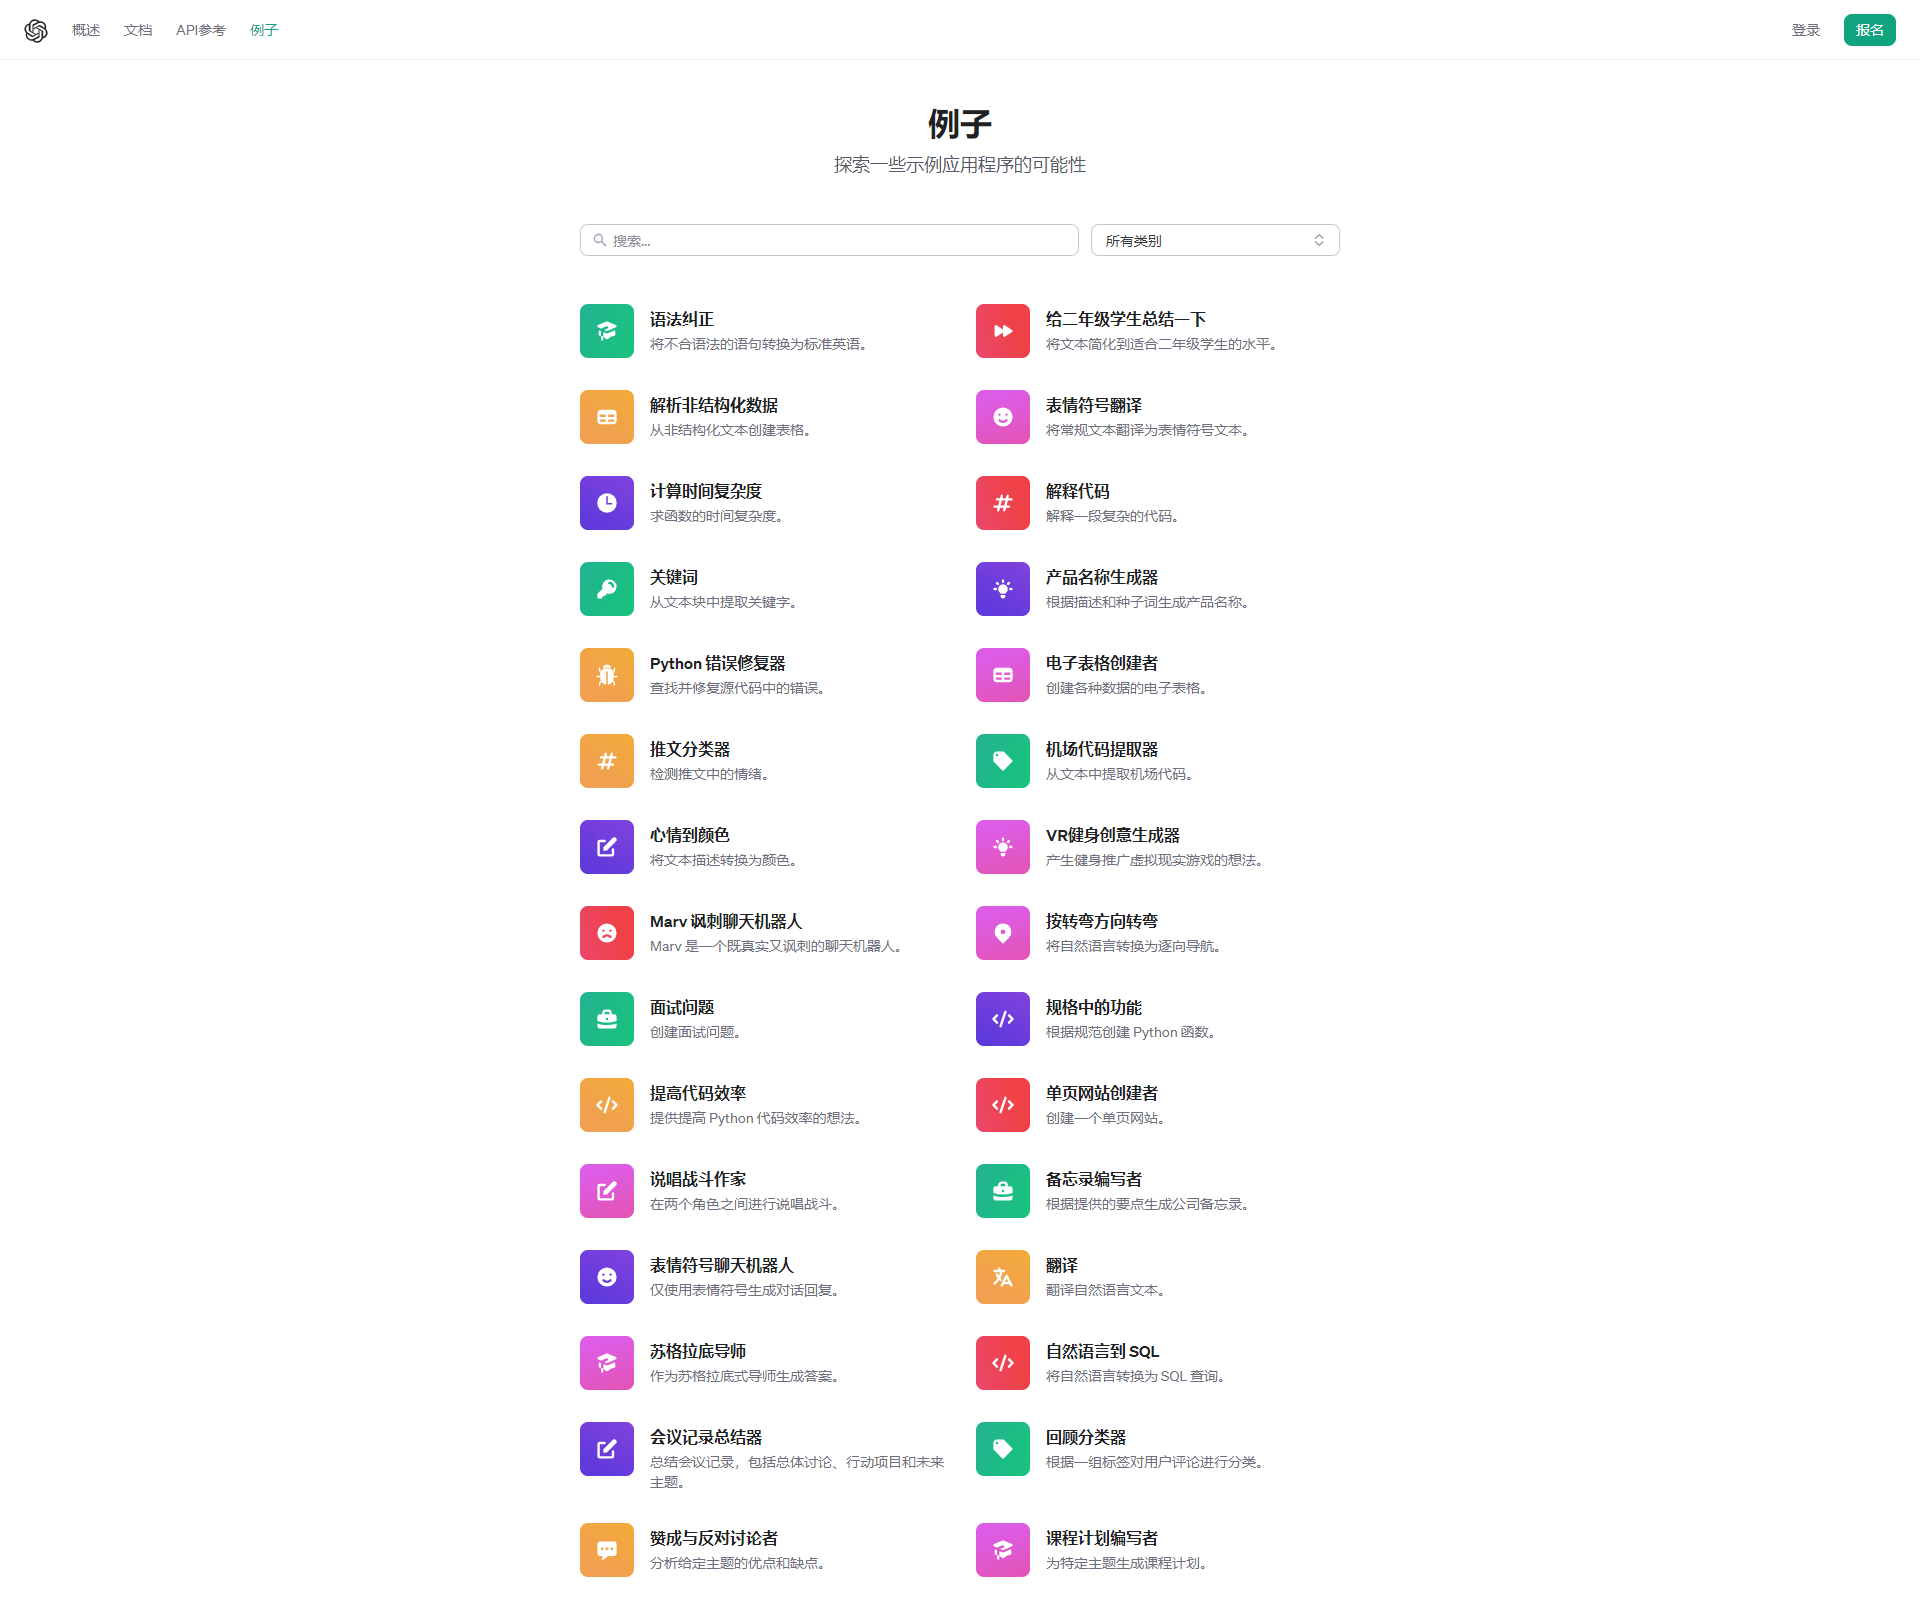 概述
文档
API参考
例子
登录
报名
例子
探索一些示例应用程序的可能性
搜索...
所有类别
语法纠正
将不合语法的语句转换为标准英语。
给二年级学生总结一下
将文本简化到适合二年级学生的水平。
解析非结构化数据
从非结构化文本创建表格。
表情符号翻译
将常规文本翻译为表情符号文本。
计算时间复杂度
求函数的时间复杂度。
解释代码
解释一段复杂的代码。
关键词
从文本块中提取关键字。
产品名称生成器
根据描述和种子词生成产品名称。
Python 错误修复器
查找并修复源代码中的错误。
电子表格创建者
创建各种数据的电子表格。
推文分类器
检测推文中的情绪。
机场代码提取器
从文本中提取机场代码。
心情到颜色
将文本描述转换为颜色。
VR健身创意生成器
产生健身推广虚拟现实游戏的想法。
Marv 讽刺聊天机器人
Marv 是一个既真实又讽刺的聊天机器人。
按转弯方向转弯
将自然语言转换为逐向导航。
面试问题
创建面试问题。
规格中的功能
根据规范创建 Python 函数。
提高代码效率
提供提高 Python 代码效率的想法。
单页网站创建者
创建一个单页网站。
说唱战斗作家
在两个角色之间进行说唱战斗。
备忘录编写者
根据提供的要点生成公司备忘录。
表情符号聊天机器人
仅使用表情符号生成对话回复。
翻译
翻译自然语言文本。
苏格拉底导师
作为苏格拉底式导师生成答案。
自然语言到 SQL
将自然语言转换为 SQL 查询。
会议记录总结器
总结会议记录，包括总体讨论、行动项目和未来
主题。
回顾分类器
根据一组标签对用户评论进行分类。
赞成与反对讨论者
分析给定主题的优点和缺点。
课程计划编写者
为特定主题生成课程计划。